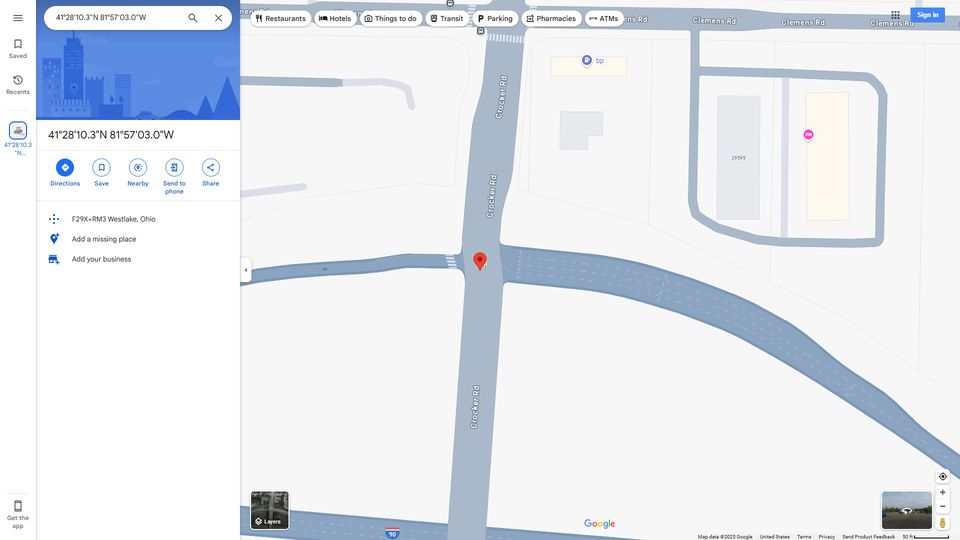 41°28'10.3"N 81°57'03.0"W
Restaurants
Hotels
Things to do
Transit
Parking
Pharmacies
ATMs
Sign in
Saved
Recents
41°28'10.3
"N...
41°28'10.3"N 81°57'03.0"W
Directions
Save
Nearby
Send to
phone
Share
F29X+RM3 Westlake, Ohio
Add a missing place
Add your business
Get the
app
Clemens Rd
Clemens Rd
Clemens Rd
Crocker Rd
Crocker Rd
Crocker Rd
bp
29595
90
Layers
Google
Map data ©2025 Google
United States
Terms
Privacy
Send Product Feedback
50 ft